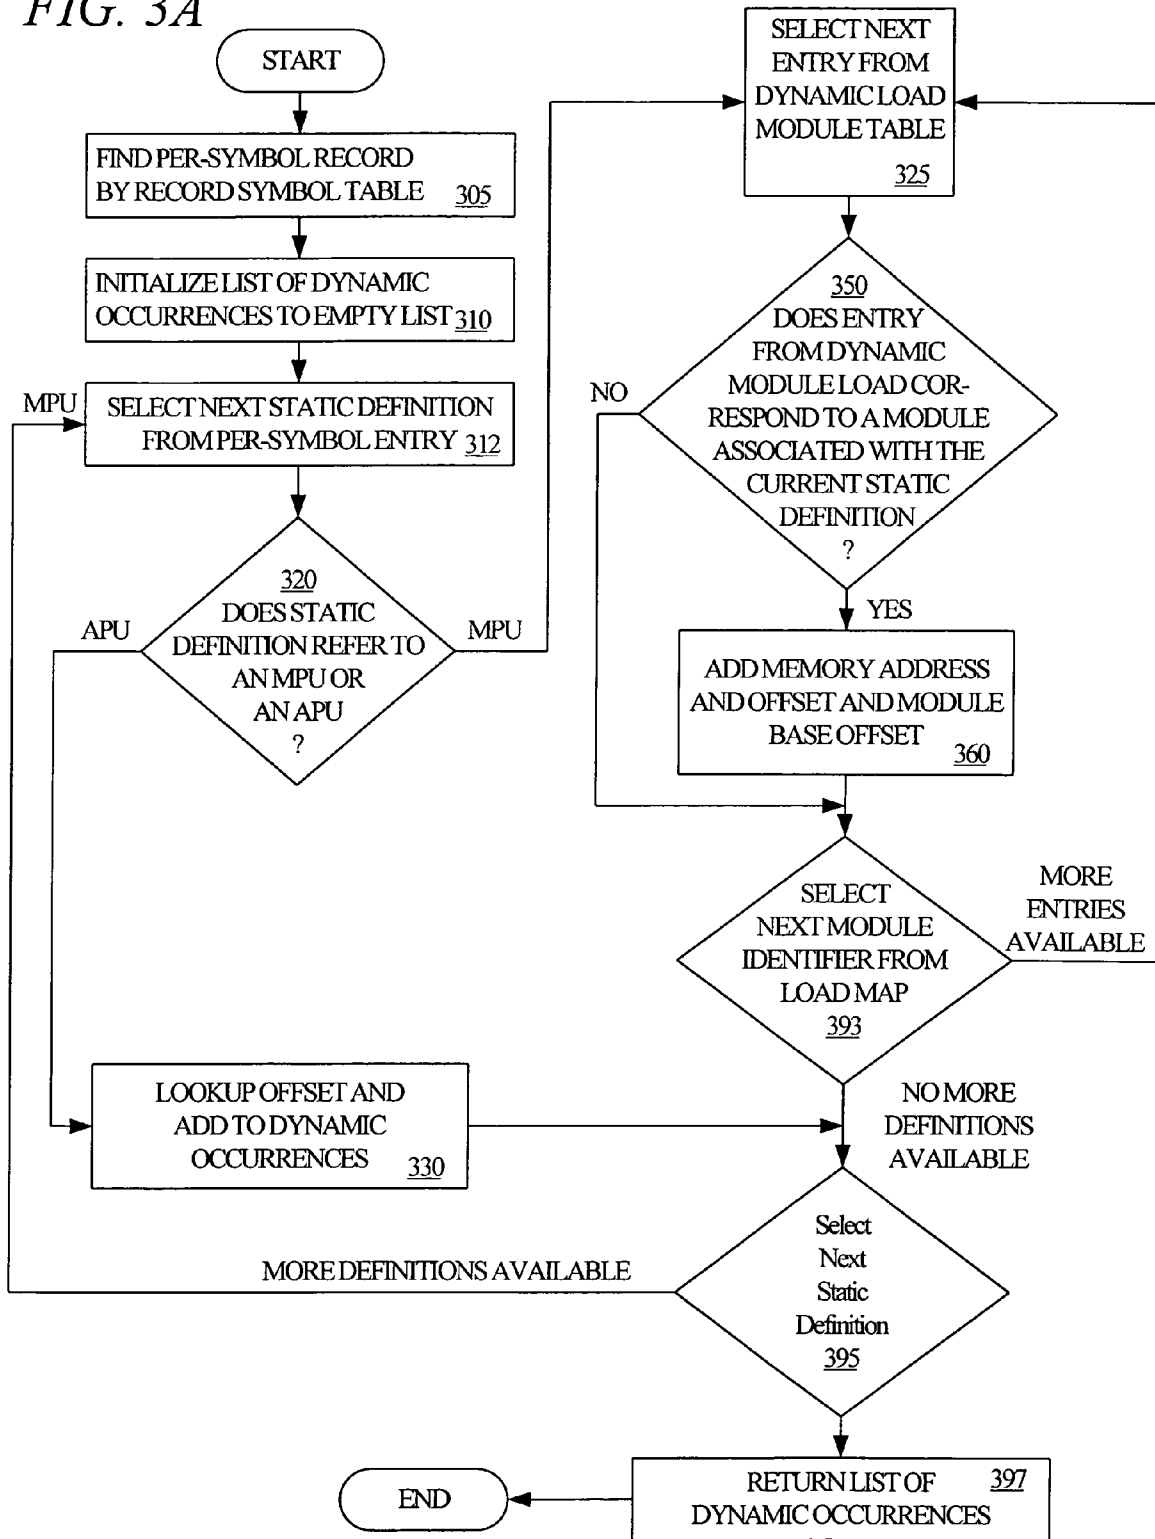 FIG. 3A
START
FIND PER-SYMBOL RECORD
BY RECORD SYMBOL TABLE 305
INITIALIZE LIST OF DYNAMIC
OCCURRENCES TO EMPTY LIST 310
MPU
SELECT NEXT STATIC DEFINITION
FROM PER-SYMBOL ENTRY 312
320
DOES STATIC
DEFINITION REFER TO
AN MPU OR
AN APU
?
APU
MPU
SELECT NEXT
ENTRY FROM
DYNAMIC LOAD
MODULE TABLE
325
350
DOES ENTRY
FROM DYNAMIC
MODULE LOAD COR-
RESPOND TO A MODULE
ASSOCIATED WITH THE
CURRENT STATIC
DEFINITION
?
NO
YES
ADD MEMORY ADDRESS
AND OFFSET AND MODULE
BASE OFFSET
360
SELECT
NEXT MODULE
IDENTIFIER FROM
LOAD MAP
393
MORE
ENTRIES
AVAILABLE
LOOKUP OFFSET AND
ADD TO DYNAMIC
OCCURRENCES 330
NO MORE
DEFINITIONS
AVAILABLE
Select
Next
Static
Definition
395
MORE DEFINITIONS AVAILABLE
RETURN LIST OF 397
DYNAMIC OCCURRENCES
END